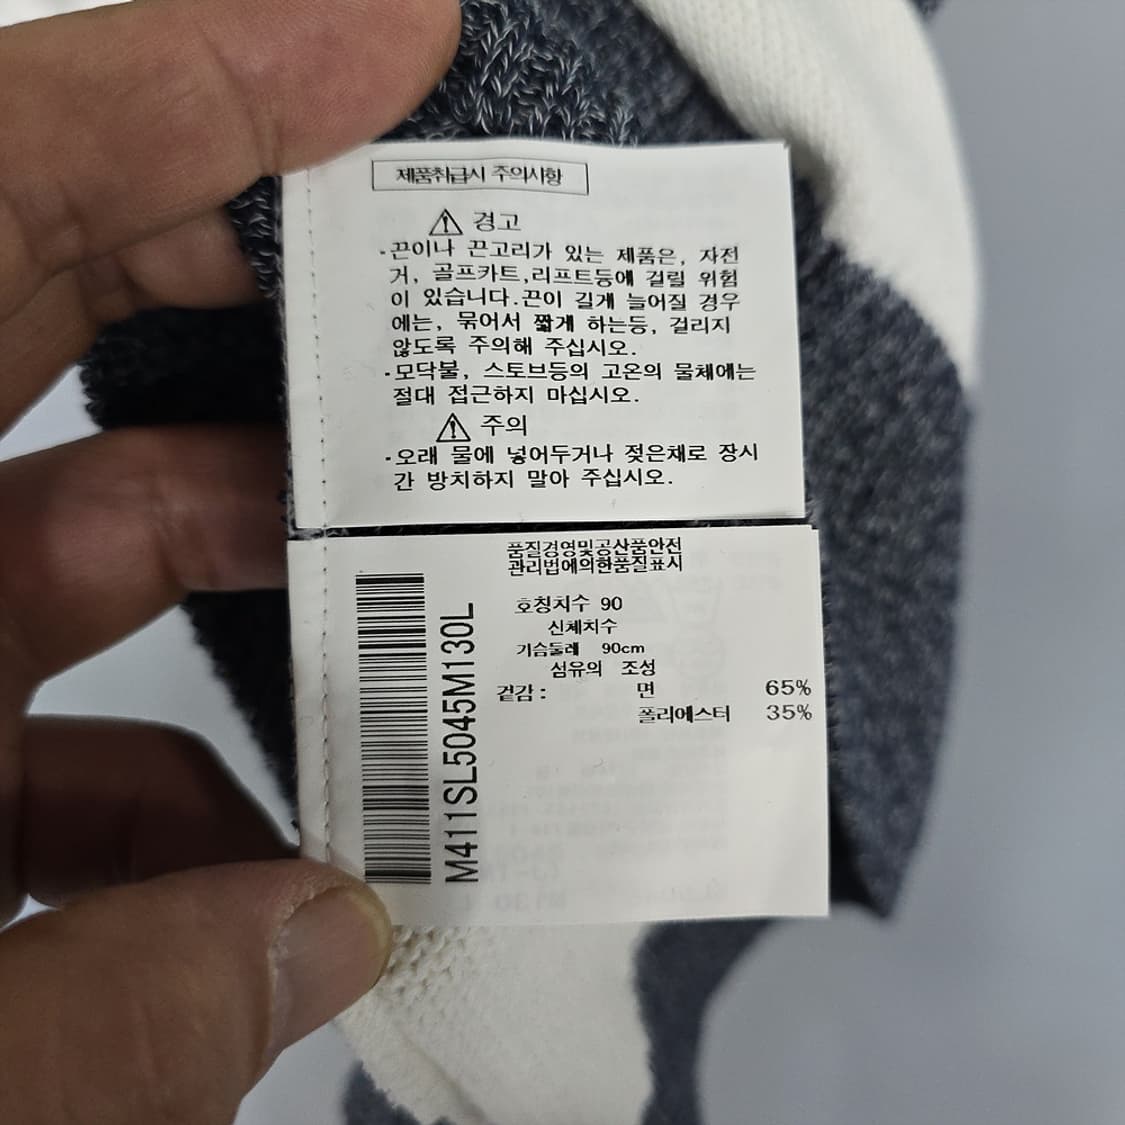 제품취급시 주의사항
⚠ 경고
·끈이나 끈고리가 있는 제품은, 자전
거, 골프카트,리프트등에 걸릴 위험
이 있습니다.끈이 길게 늘어질 경우
에는, 묶어서 짧게 하는등, 걸리지
않도록 주의해 주십시오.
·모닥불, 스토브등의 고온의 물체에는
절대 접근하지 마십시오.
⚠ 주의
·오래 물에 넣어두거나 젖은채로 장시
간 방치하지 말아 주십시오.
품질경영및공산품안전
관리법에의한품질표시
호칭치수 90
신체치수
기슴둘레 90cm
섬유의 조성
겉감: 면 65%
폴리에스터 35%
M411SL5045M130L